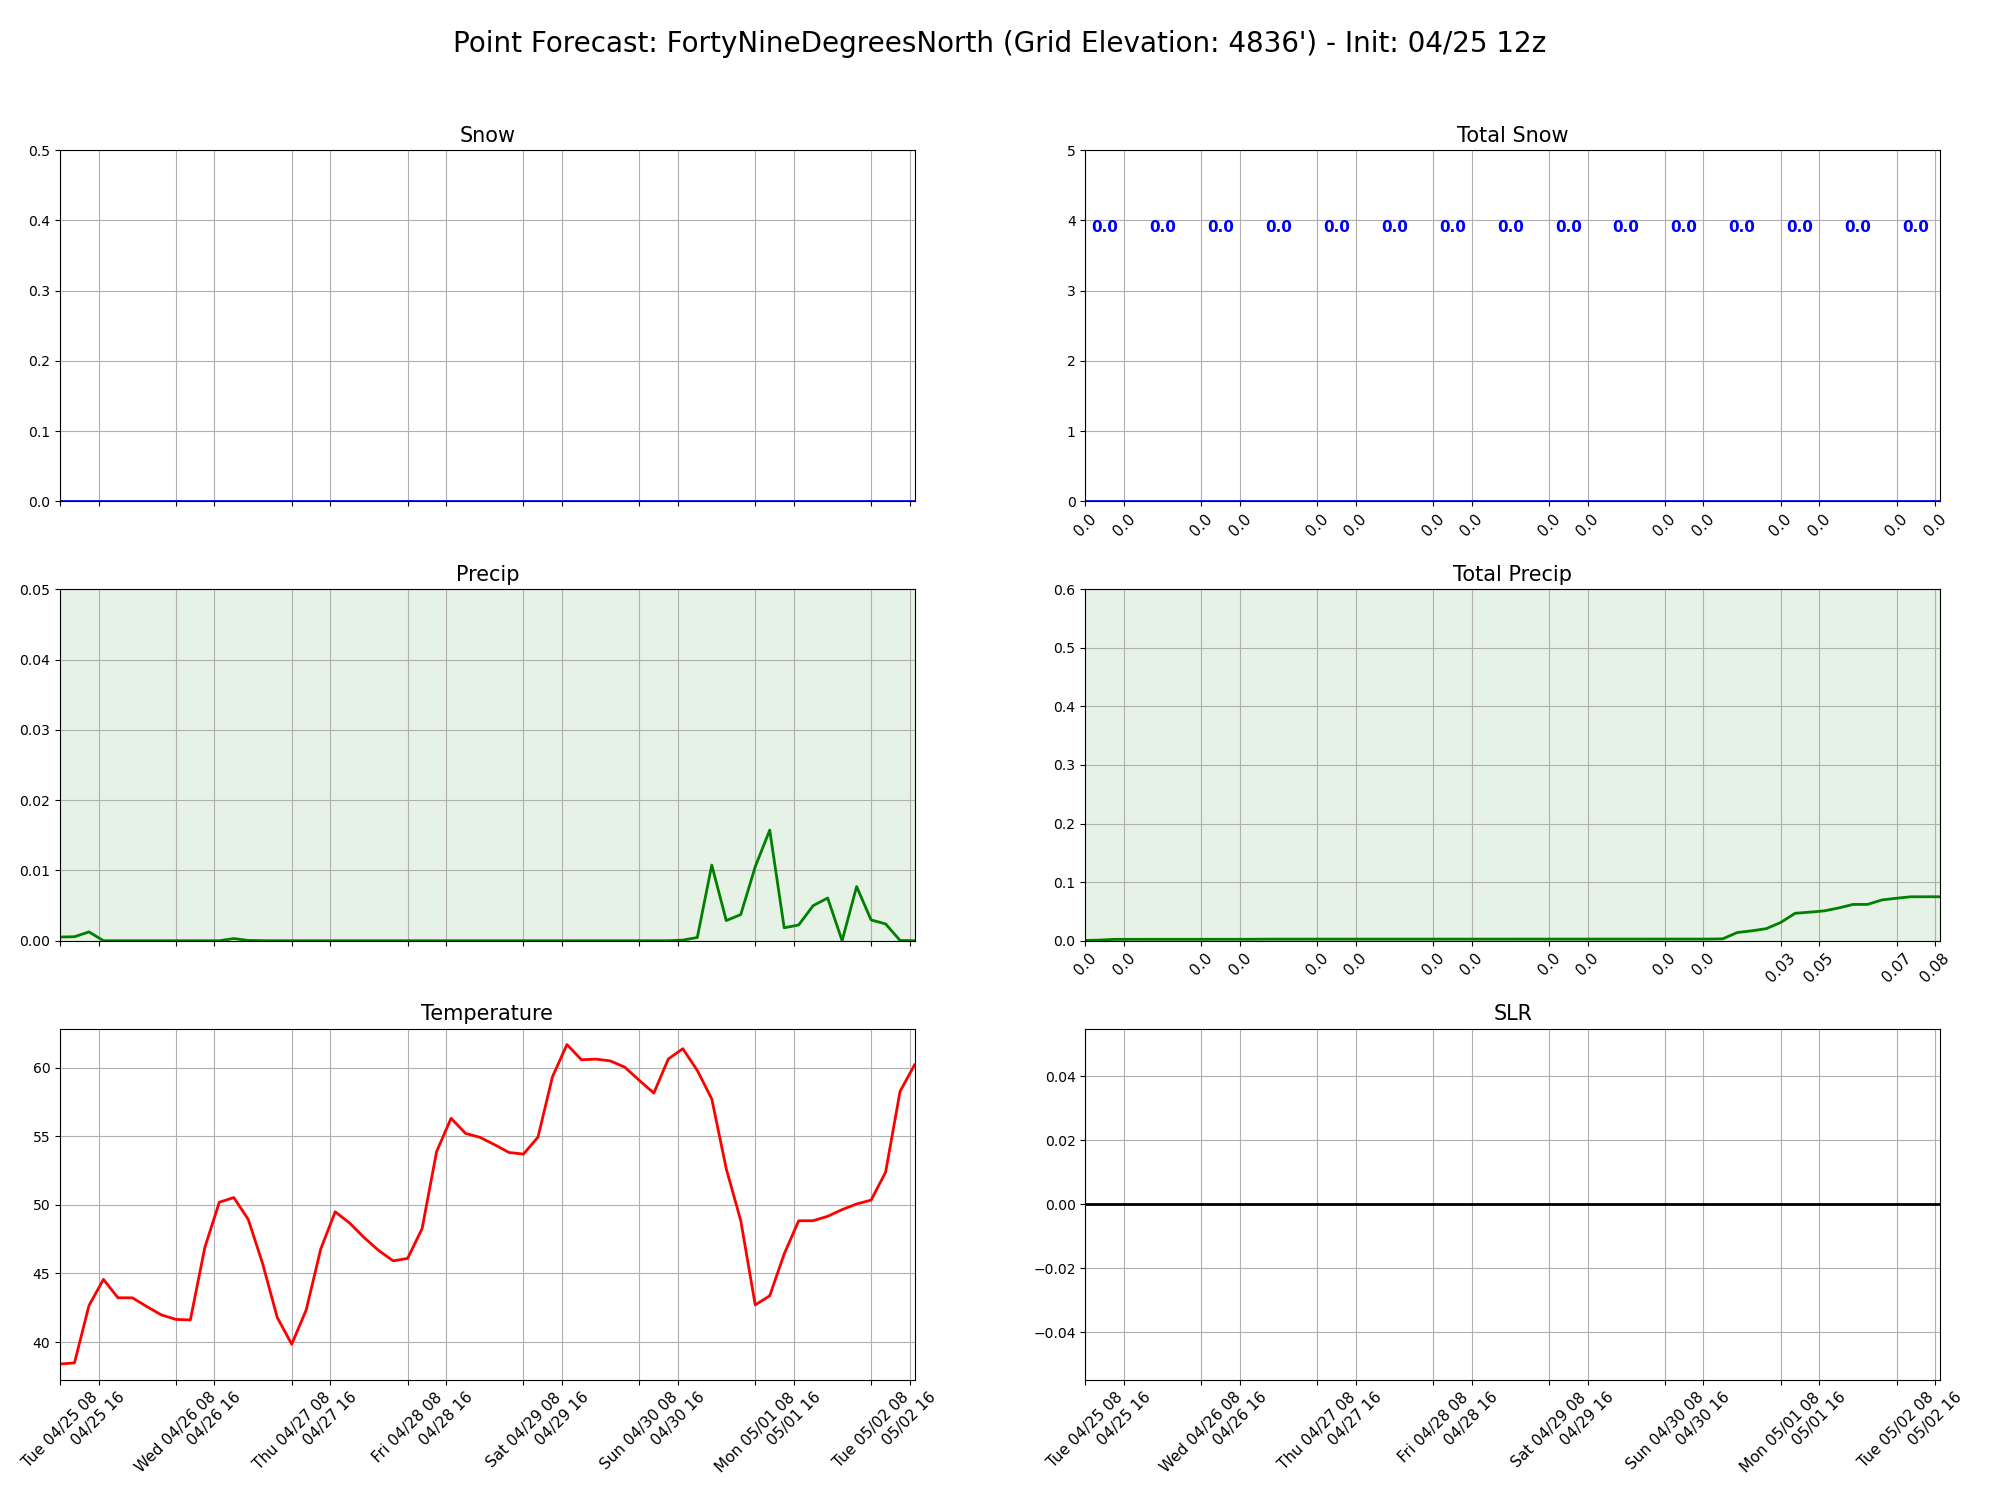 Point Forecast: FortyNineDegreesNorth (Grid Elevation: 4836') - Init: 04/25 12z
Snow
0.5
0.4
0.3
0.2
0.1
0.0
Total Snow
5
4
3
2
1
0
0.0 0.0 0.0 0.0 0.0 0.0 0.0 0.0 0.0 0.0 0.0 0.0 0.0 0.0 0.0
0.0 0.0 0.0 0.0 0.0 0.0 0.0 0.0 0.0 0.0 0.0 0.0 0.0 0.0 0.0 0.0
Precip
0.05
0.04
0.03
0.02
0.01
0.00
Total Precip
0.6
0.5
0.4
0.3
0.2
0.1
0.0
0.0 0.0 0.0 0.0 0.0 0.0 0.0 0.0 0.0 0.0 0.0 0.0 0.03 0.05 0.07 0.08
Temperature
60
55
50
45
40
Tue 04/25 08
04/25 16
Wed 04/26 08
04/26 16
Thu 04/27 08
04/27 16
Fri 04/28 08
04/28 16
Sat 04/29 08
04/29 16
Sun 04/30 08
04/30 16
Mon 05/01 08
05/01 16
Tue 05/02 08
05/02 16
SLR
0.04
0.02
0.00
−0.02
−0.04
Tue 04/25 08
04/25 16
Wed 04/26 08
04/26 16
Thu 04/27 08
04/27 16
Fri 04/28 08
04/28 16
Sat 04/29 08
04/29 16
Sun 04/30 08
04/30 16
Mon 05/01 08
05/01 16
Tue 05/02 08
05/02 16